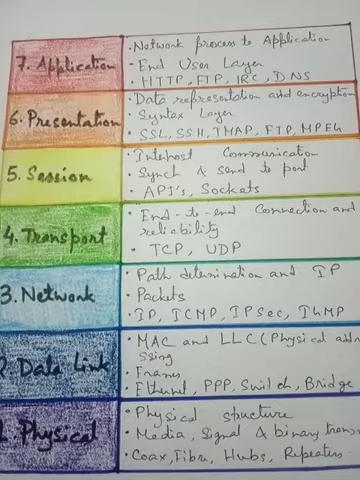 7. Application
• Network process to Application
• End User Layer
• HTTP, FTP, IRC, DNS
6. Presentation
• Data representation and encryption
• Syntax Layer
• SSL, SSH, IMAP, FTP, MPEG
5. Session
• Interhost Communication
• Synch & send to port
• API's, Sockets
4. Transport
• End-to-end Connection and
reliability
• TCP, UDP
3. Network
• Path determination and IP
• Packets
• IP, ICMP, IPSec, IGMP
2 Data Link
• MAC and LLC (Physical addre
ssing
• Frames
• Ethernet, PPP, Switch, Bridge
1. Physical
• Physical structure
• Media, Signal & binary transm
• Coax, Fibre, Hubs, Repeaters